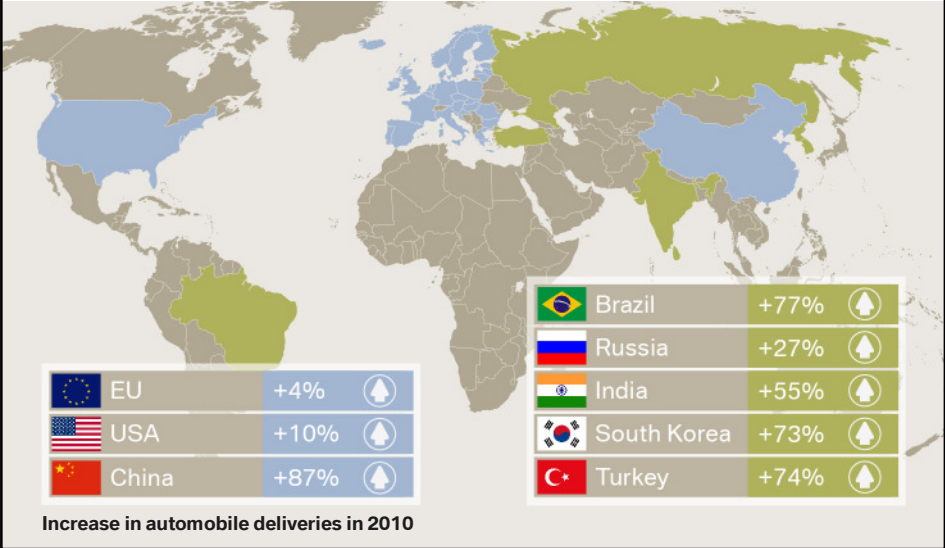 Brazil +77%
Russia +27%
India +55%
South Korea +73%
Turkey +74%
EU +4%
USA +10%
China +87%
Increase in automobile deliveries in 2010